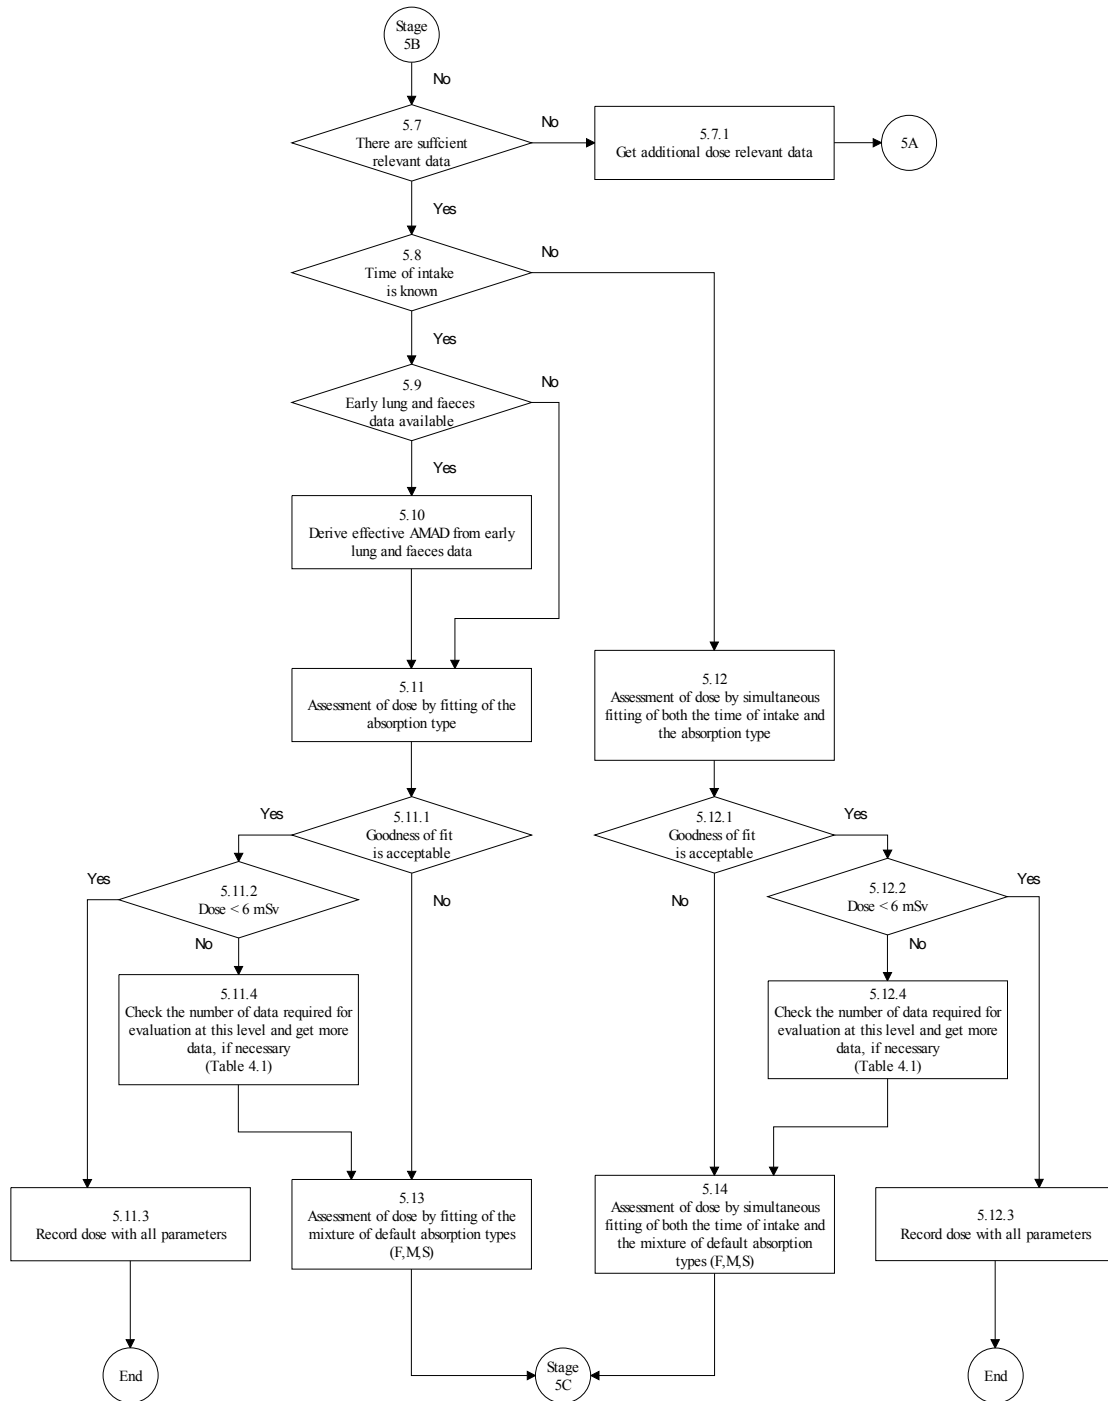 Stage
5B
No
5.7
There are suffcient
relevant data
No
5.7.1
Get additional dose relevant data
5A
Yes
5.8
Time of intake
is known
No
Yes
5.9
Early lung and faeces
data available
No
Yes
5.10
Derive effective AMAD from early
lung and faeces data
5.11
Assessment of dose by fitting of the
absorption type
5.12
Assessment of dose by simultaneous
fitting of both the time of intake and
the absorption type
Yes
5.11.1
Goodness of fit
is acceptable
5.12.1
Goodness of fit
is acceptable
Yes
Yes
5.11.2
Dose < 6 mSv
No
No
No
5.12.2
Dose < 6 mSv
Yes
No
5.11.4
Check the number of data required for
evaluation at this level and get more
data, if necessary
(Table 4.1)
5.12.4
Check the number of data required for
evaluation at this level and get more
data, if necessary
(Table 4.1)
5.11.3
Record dose with all parameters
5.13
Assessment of dose by fitting of the
mixture of default absorption types
(F,M,S)
5.14
Assessment of dose by simultaneous
fitting of both the time of intake and
the mixture of default absorption
types (F,M,S)
5.12.3
Record dose with all parameters
End
Stage
5C
End